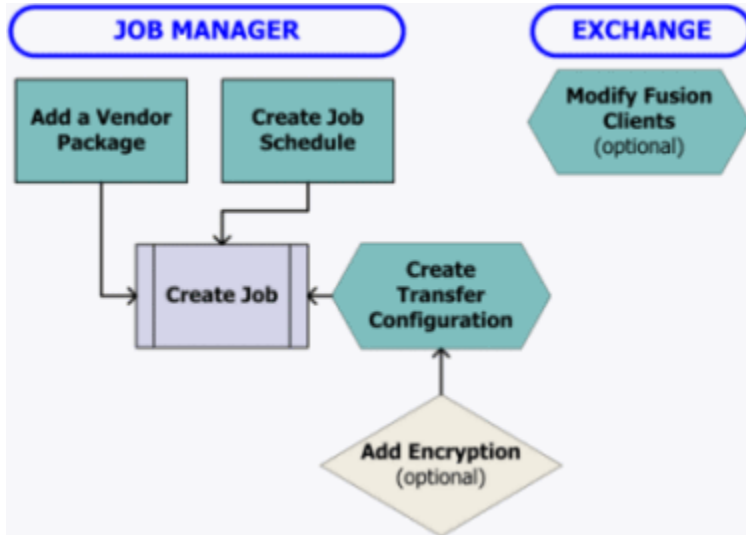 JOB MANAGER
EXCHANGE
Add a Vendor
Package
Create Job
Schedule
Modify Fusion
Clients
(optional)
Create Job
Create
Transfer
Configuration
Add Encryption
(optional)